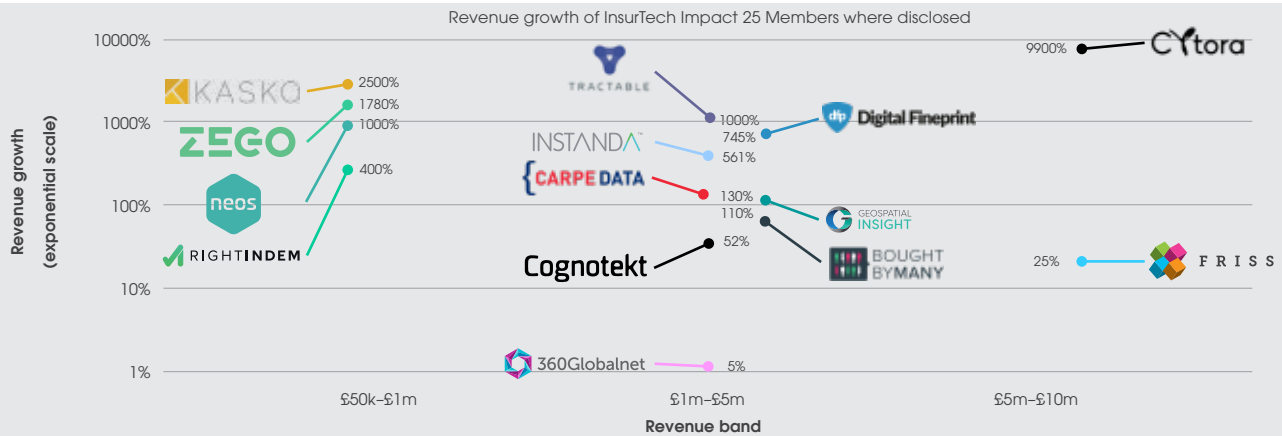 Revenue growth of InsurTech Impact 25 Members where disclosed
Revenue growth
(exponential scale)
10000%
1000%
100%
10%
1%
KASKO
2500%
ZEGO
1780%
neos
1000%
RIGHTINDEM
400%
TRACTABLE
1000%
dfp Digital Fineprint
745%
INSTANDA™
561%
{CARPE DATA
130%
GEOSPATIAL
INSIGHT
110%
BOUGHT
BYMANY
Cognotekt
52%
360Globalnet
5%
9900%
CYtora
25%
FRISS
£50k–£1m
£1m–£5m
£5m–£10m
Revenue band